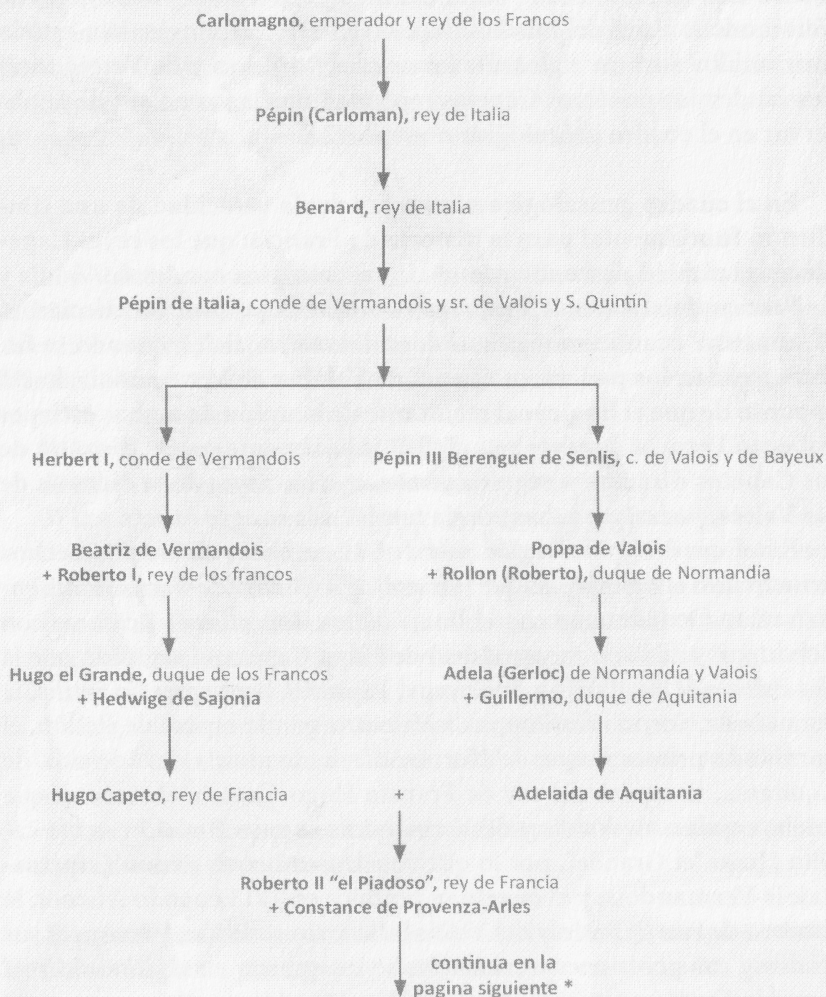 Carlomagno, emperador y rey de los Francos
Pépin (Carloman), rey de Italia
Bernard, rey de Italia
Pépin de Italia, conde de Vermandois y sr. de Valois y S. Quintín
Herbert I, conde de Vermandois
Pépin III Berenguer de Senlis, c. de Valois y de Bayeux
Beatriz de Vermandois
+ Roberto I, rey de los francos
Poppa de Valois
+ Rollon (Roberto), duque de Normandía
Hugo el Grande, duque de los Francos
+ Hedwige de Sajonia
Adela (Gerloc) de Normandía y Valois
+ Guillermo, duque de Aquitania
Hugo Capeto, rey de Francia + Adelaida de Aquitania
Roberto II “el Piadoso”, rey de Francia
+ Constance de Provenza-Arles
continua en la
pagina siguiente *